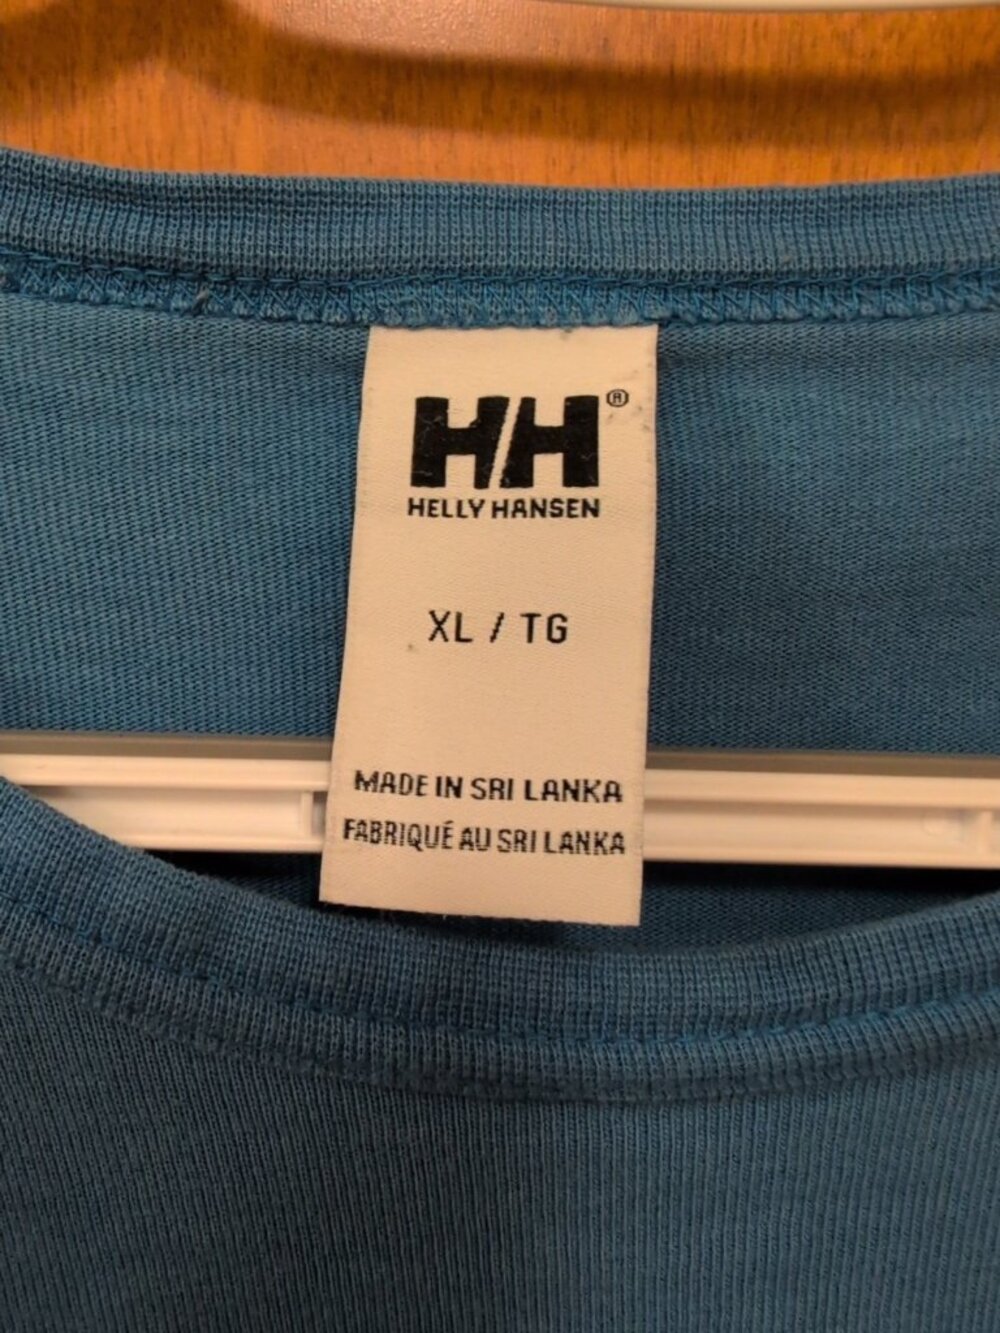 HH®
HELLY HANSEN
XL / TG
MADE IN SRI LANKA
FABRIQUÉ AU SRI LANKA